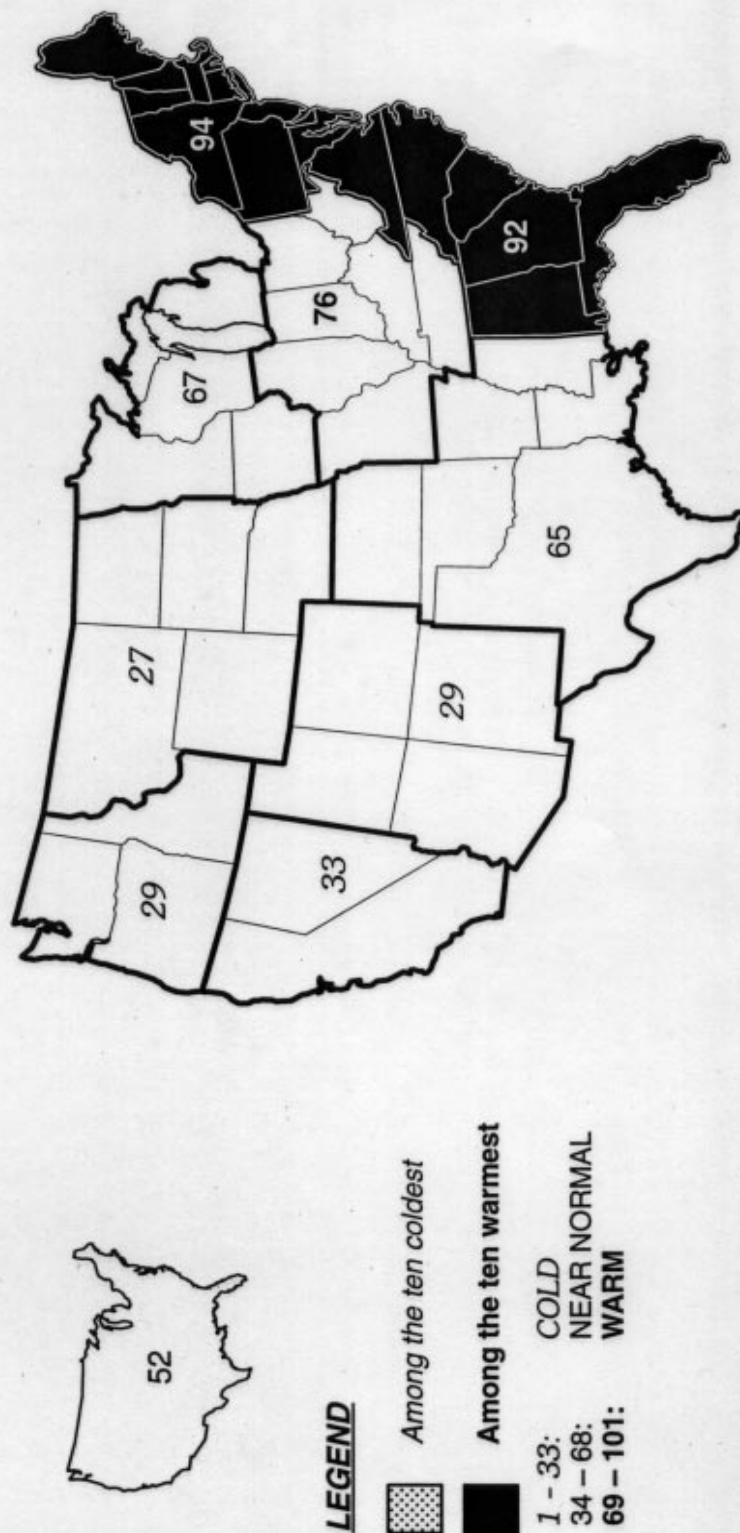 52
LEGEND
Among the ten coldest
Among the ten warmest
1 - 33: COLD
34 – 68: NEAR NORMAL
69 – 101: WARM
29
33
27
29
65
67
76
94
92